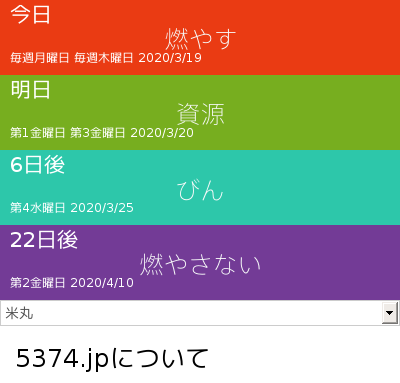 今日
燃やす
毎週月曜日 毎週木曜日 2020/3/19
明日
資源
第1金曜日 第3金曜日 2020/3/20
6日後
びん
第4水曜日 2020/3/25
22日後
燃やさない
第2金曜日 2020/4/10
米丸
5374.jpについて